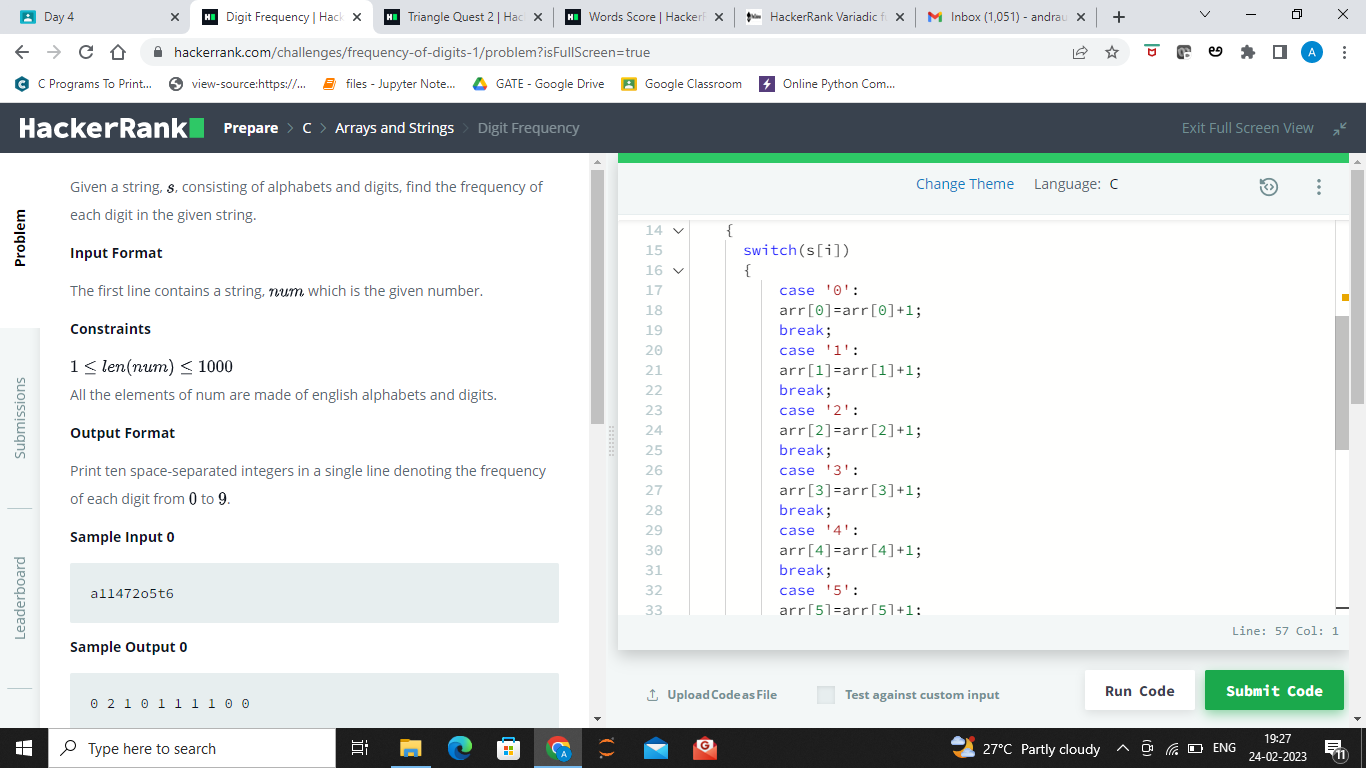 Day 4
Digit Frequency | Hack
Triangle Quest 2 | Hac
Words Score | HackerR
HackerRank Variadic f
Inbox (1,051) - andrau
hackerrank.com/challenges/frequency-of-digits-1/problem?isFullScreen=true
A
C Programs To Print...
view-source:https://...
files - Jupyter Note...
GATE - Google Drive
Google Classroom
Online Python Com...
HackerRank
Prepare > C > Arrays and Strings > Digit Frequency
Exit Full Screen View
Problem
Submissions
Leaderboard
Given a string, s, consisting of alphabets and digits, find the frequency of
each digit in the given string.
Input Format
The first line contains a string, num which is the given number.
Constraints
1 ≤ len(num) ≤ 1000
All the elements of num are made of english alphabets and digits.
Output Format
Print ten space-separated integers in a single line denoting the frequency
of each digit from 0 to 9.
Sample Input 0
a11472o5t6
Sample Output 0
0 2 1 0 1 1 1 1 0 0
Change Theme
Language: C
14 {
15 switch(s[i])
16 {
17 case '0':
18 arr[0]=arr[0]+1;
19 break;
20 case '1':
21 arr[1]=arr[1]+1;
22 break;
23 case '2':
24 arr[2]=arr[2]+1;
25 break;
26 case '3':
27 arr[3]=arr[3]+1;
28 break;
29 case '4':
30 arr[4]=arr[4]+1;
31 break;
32 case '5':
33 arr[5]=arr[5]+1;
Line: 57 Col: 1
Upload Code as File
Test against custom input
Run Code
Submit Code
Type here to search
27°C Partly cloudy
ENG
19:27
24-02-2023
11